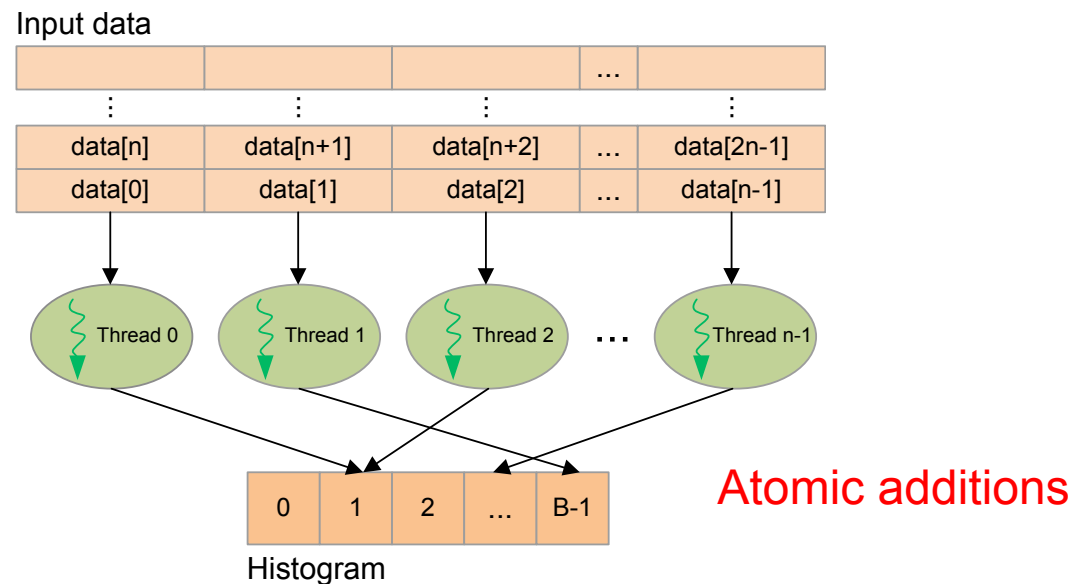 Input data
...
⋮ ⋮ ⋮ ⋮
data[n] data[n+1] data[n+2] ... data[2n-1]
data[0] data[1] data[2] ... data[n-1]
Thread 0 Thread 1 Thread 2 ... Thread n-1
0 1 2 ... B-1
Atomic additions
Histogram